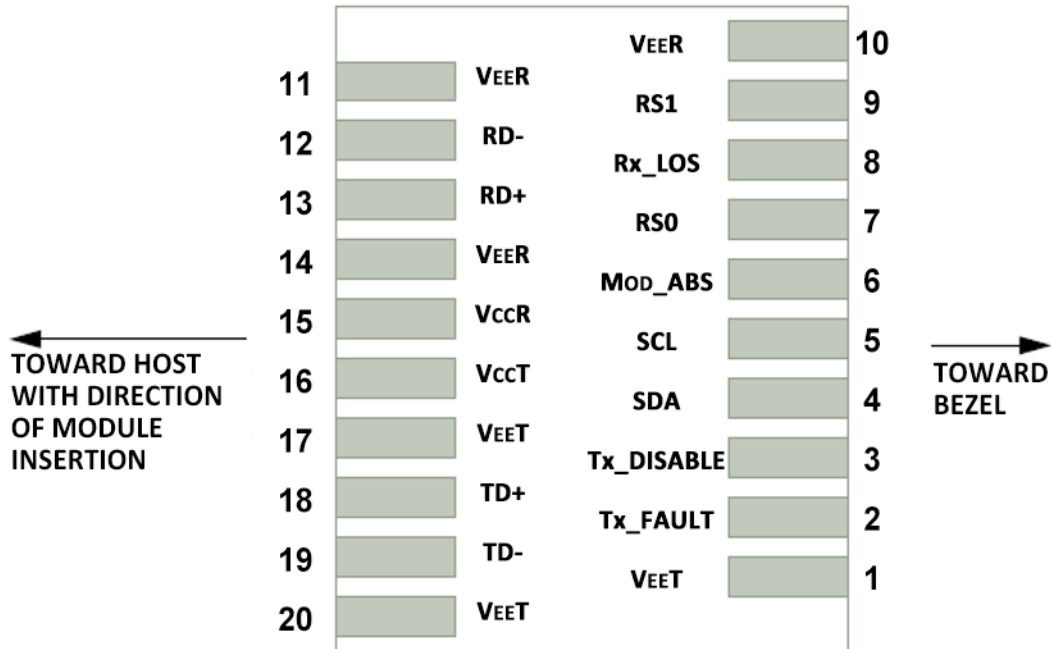 VEER 10
11 VEER
RS1 9
12 RD-
Rx_LOS 8
13 RD+
RS0 7
14 VEER
MOD_ABS 6
15 VCCR
SCL 5
TOWARD HOST
WITH DIRECTION
OF MODULE
INSERTION
TOWARD
BEZEL
16 VCCT
SDA 4
17 VEET
Tx_DISABLE 3
18 TD+
Tx_FAULT 2
19 TD-
VEET 1
20 VEET